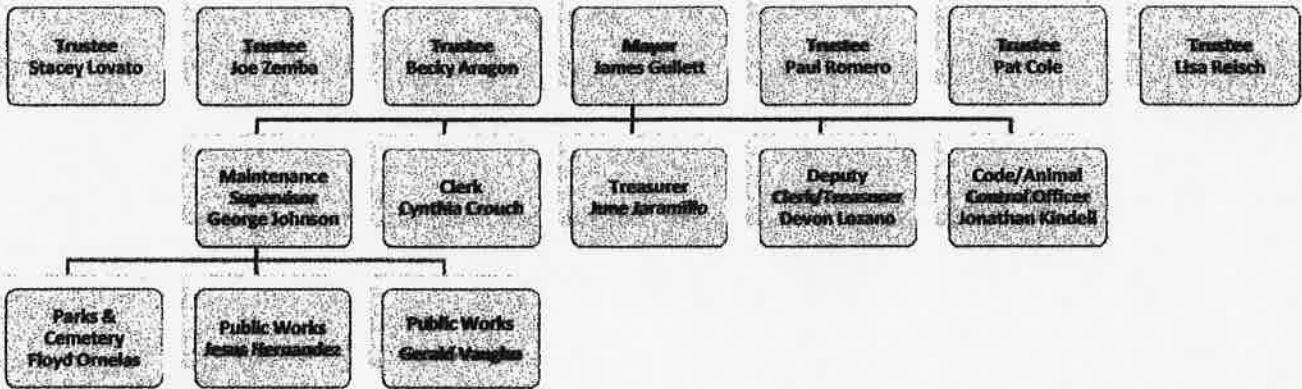 Trustee
Stacey Lovato
Trustee
Joe Zemba
Trustee
Becky Aragon
Mayor
James Gullett
Trustee
Paul Romero
Trustee
Pat Cole
Trustee
Lisa Reisch
Maintenance
Supervisor
George Johnson
Clerk
Cynthia Crouch
Treasurer
June Jaramillo
Deputy
Clerk/Treasurer
Devon Lozano
Code/Animal
Control Officer
Jonathan Kindell
Parks &
Cemetery
Floyd Ornelas
Public Works
Jesus Hernandez
Public Works
Gerald Vaughn